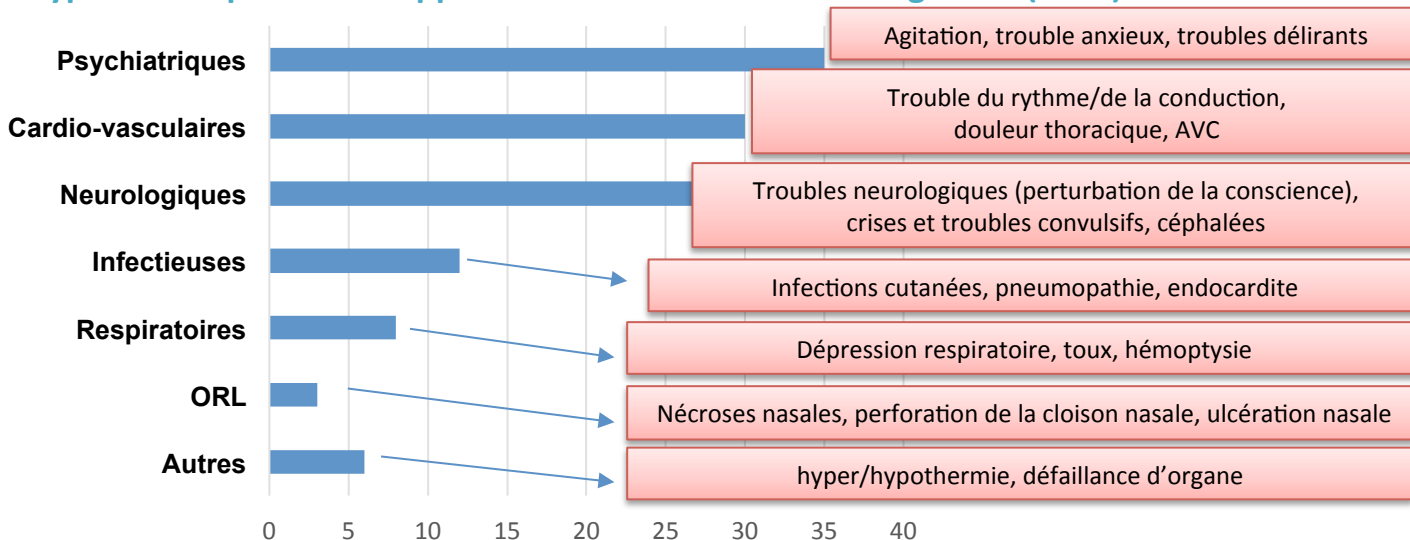 Psychiatriques
Agitation, trouble anxieux, troubles délirants
Cardio-vasculaires
Trouble du rythme/de la conduction,
douleur thoracique, AVC
Neurologiques
Troubles neurologiques (perturbation de la conscience),
crises et troubles convulsifs, céphalées
Infectieuses
Infections cutanées, pneumopathie, endocardite
Respiratoires
Dépression respiratoire, toux, hémoptysie
ORL
Nécroses nasales, perforation de la cloison nasale, ulcération nasale
Autres
hyper/hypothermie, défaillance d’organe
0 5 10 15 20 25 30 35 40